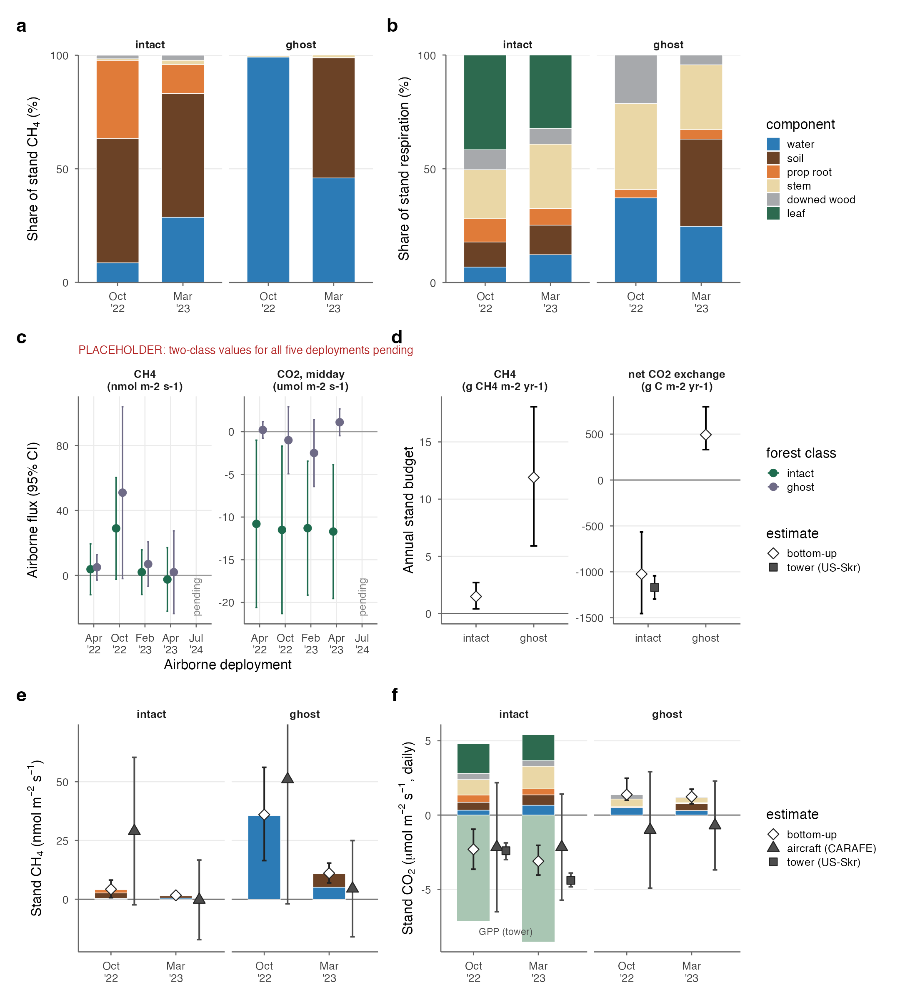 a
intact
ghost
Share of stand CH4 (%)
100
50
0
Oct
'22
Mar
'23
Oct
'22
Mar
'23
b
intact
ghost
Share of stand respiration (%)
100
50
0
Oct
'22
Mar
'23
Oct
'22
Mar
'23
component
water
soil
prop root
stem
downed wood
leaf
c
PLACEHOLDER: two-class values for all five deployments pending
CH4
(nmol m-2 s-1)
CO2, midday
(umol m-2 s-1)
Airborne flux (95% CI)
80
40
0
pending
0
-5
-10
-15
-20
pending
Apr
'22
Oct
'22
Feb
'23
Apr
'23
Jul
'24
Apr
'22
Oct
'22
Feb
'23
Apr
'23
Jul
'24
Airborne deployment
d
CH4
(g CH4 m-2 yr-1)
net CO2 exchange
(g C m-2 yr-1)
Annual stand budget
15
10
5
0
500
0
-500
-1000
-1500
intact
ghost
intact
ghost
forest class
intact
ghost
estimate
bottom-up
tower (US-Skr)
e
intact
ghost
Stand CH4 (nmol m−2 s−1)
50
25
0
Oct
'22
Mar
'23
Oct
'22
Mar
'23
f
intact
ghost
Stand CO2 (μmol m−2 s−1, daily)
5
0
-5
GPP (tower)
Oct
'22
Mar
'23
Oct
'22
Mar
'23
estimate
bottom-up
aircraft (CARAFE)
tower (US-Skr)